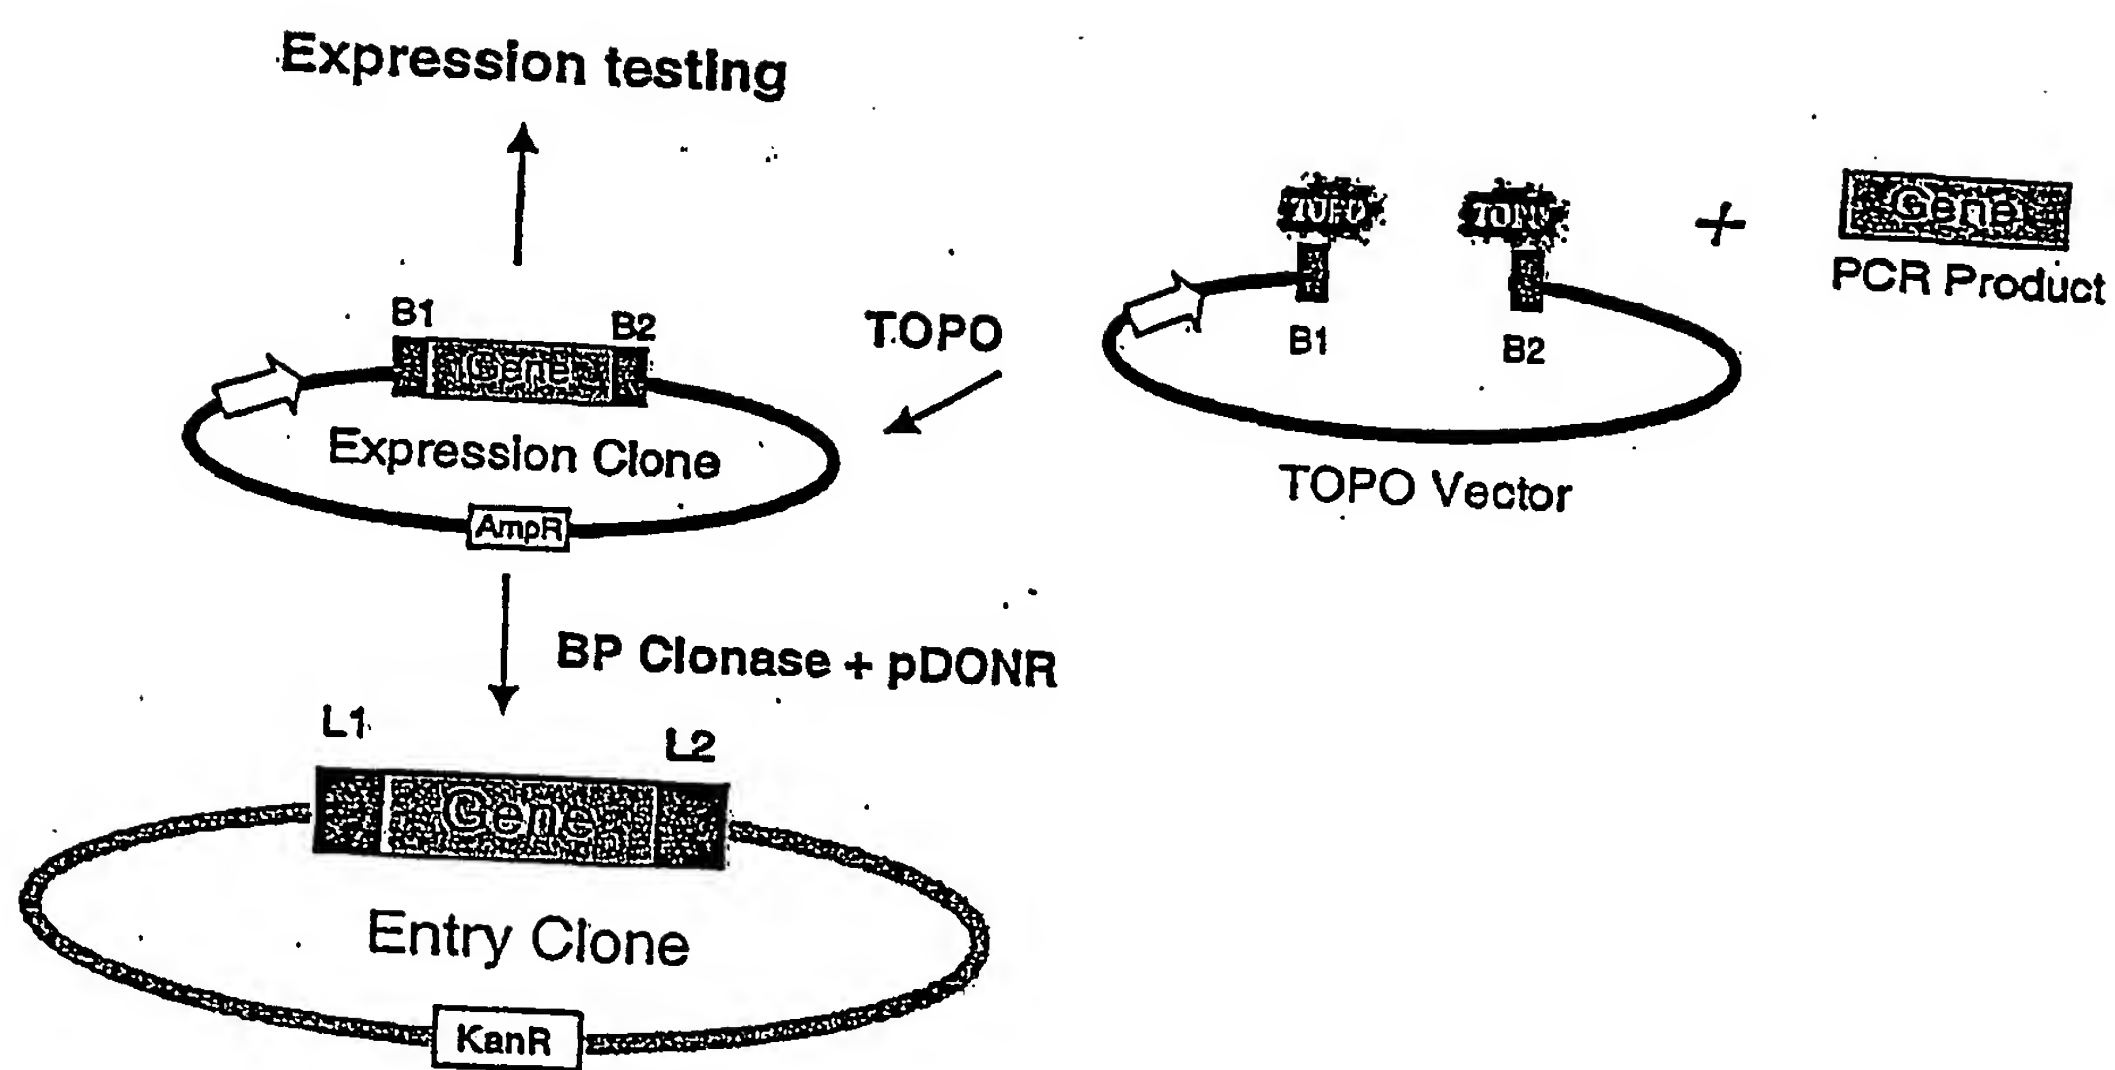 Expression testing
TOPO
TOPO
+
Gene
PCR Product
B1
B2
TOPO Vector
TOPO
B1
B2
Gene
Expression Clone
AmpR
BP Clonase + pDONR
L1
L2
Gene
Entry Clone
KanR